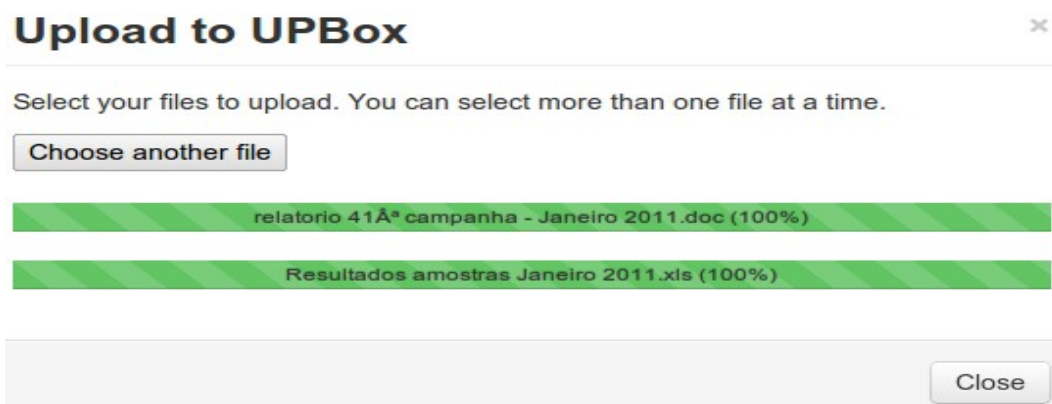 Upload to UPBox
×
Select your files to upload. You can select more than one file at a time.
Choose another file
relatorio 41Âª campanha - Janeiro 2011.doc (100%)
Resultados amostras Janeiro 2011.xls (100%)
Close